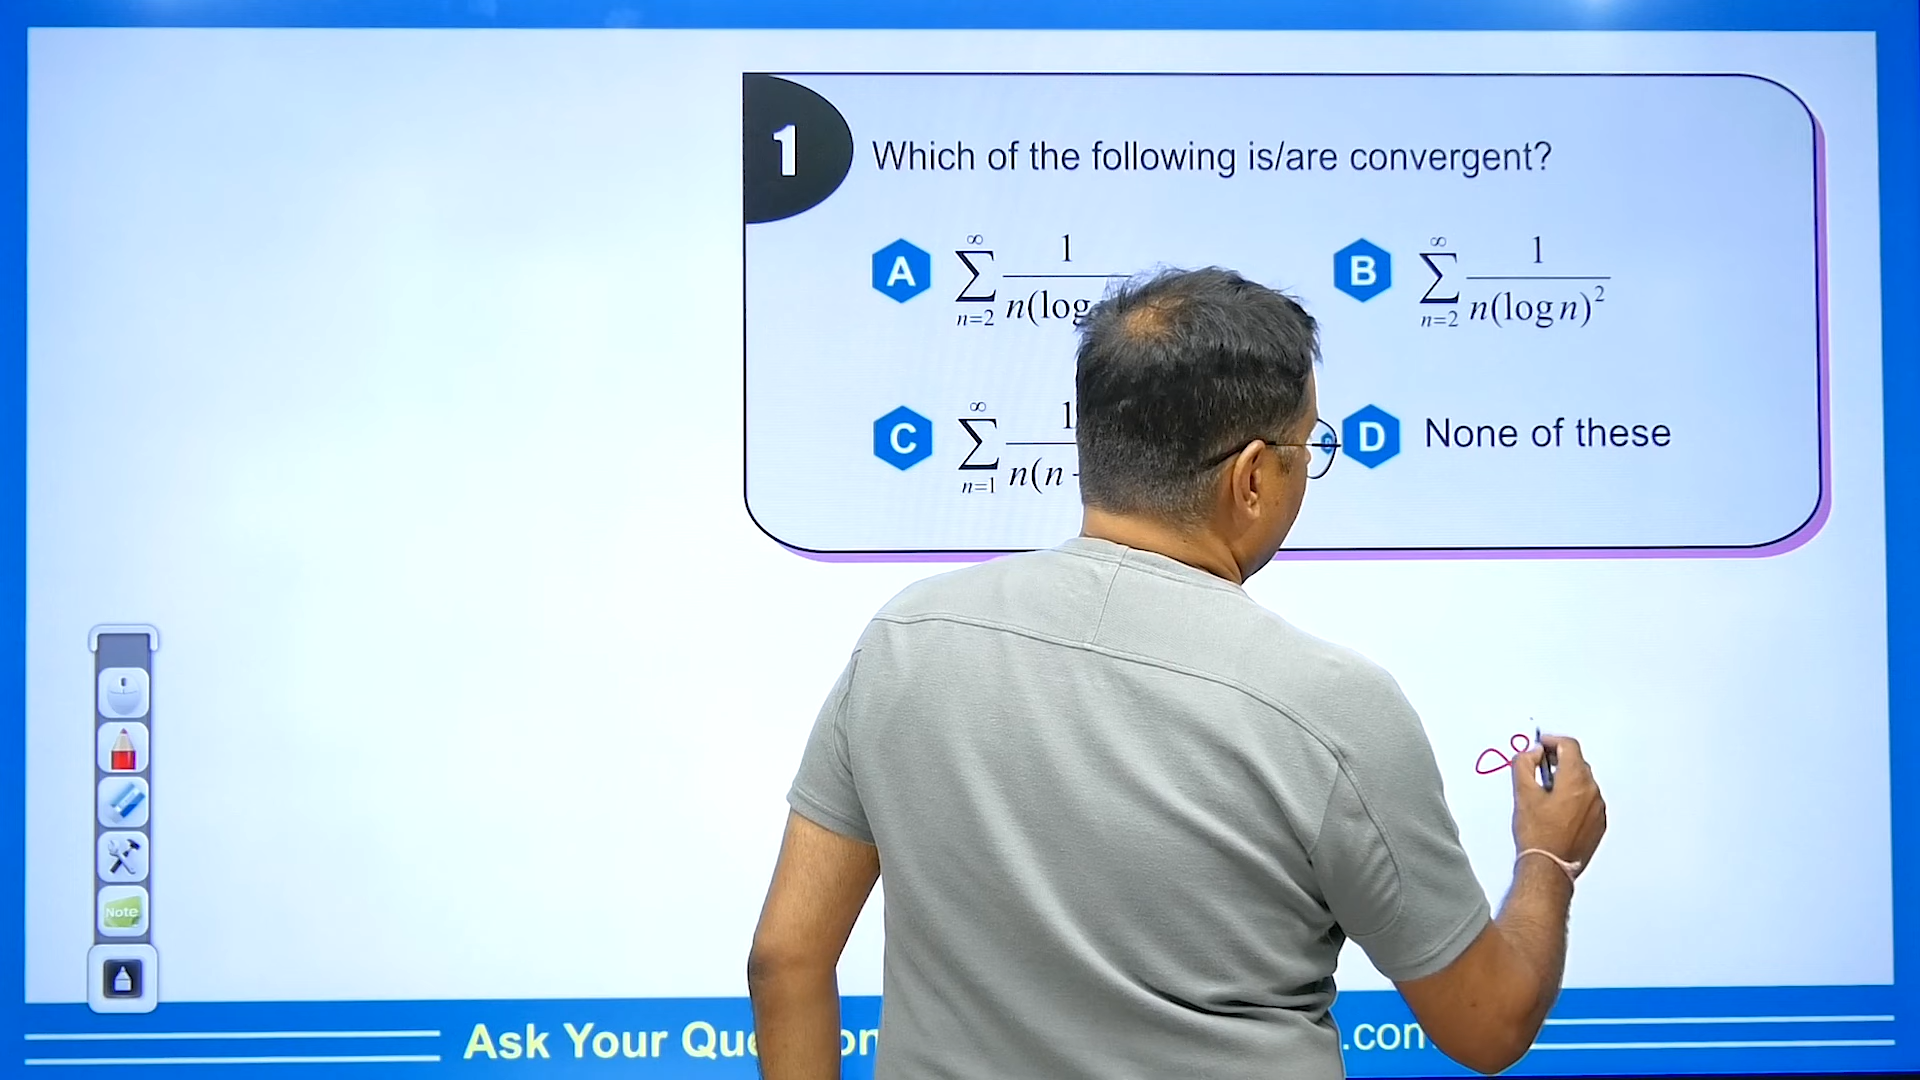 1
Which of the following is/are convergent?
A ∞ ∑ n=2 1 n(log
B ∞ ∑ n=2 1 n(log n)²
C ∞ ∑ n=1 1 n(n
D None of these
Note
Ask Your .com